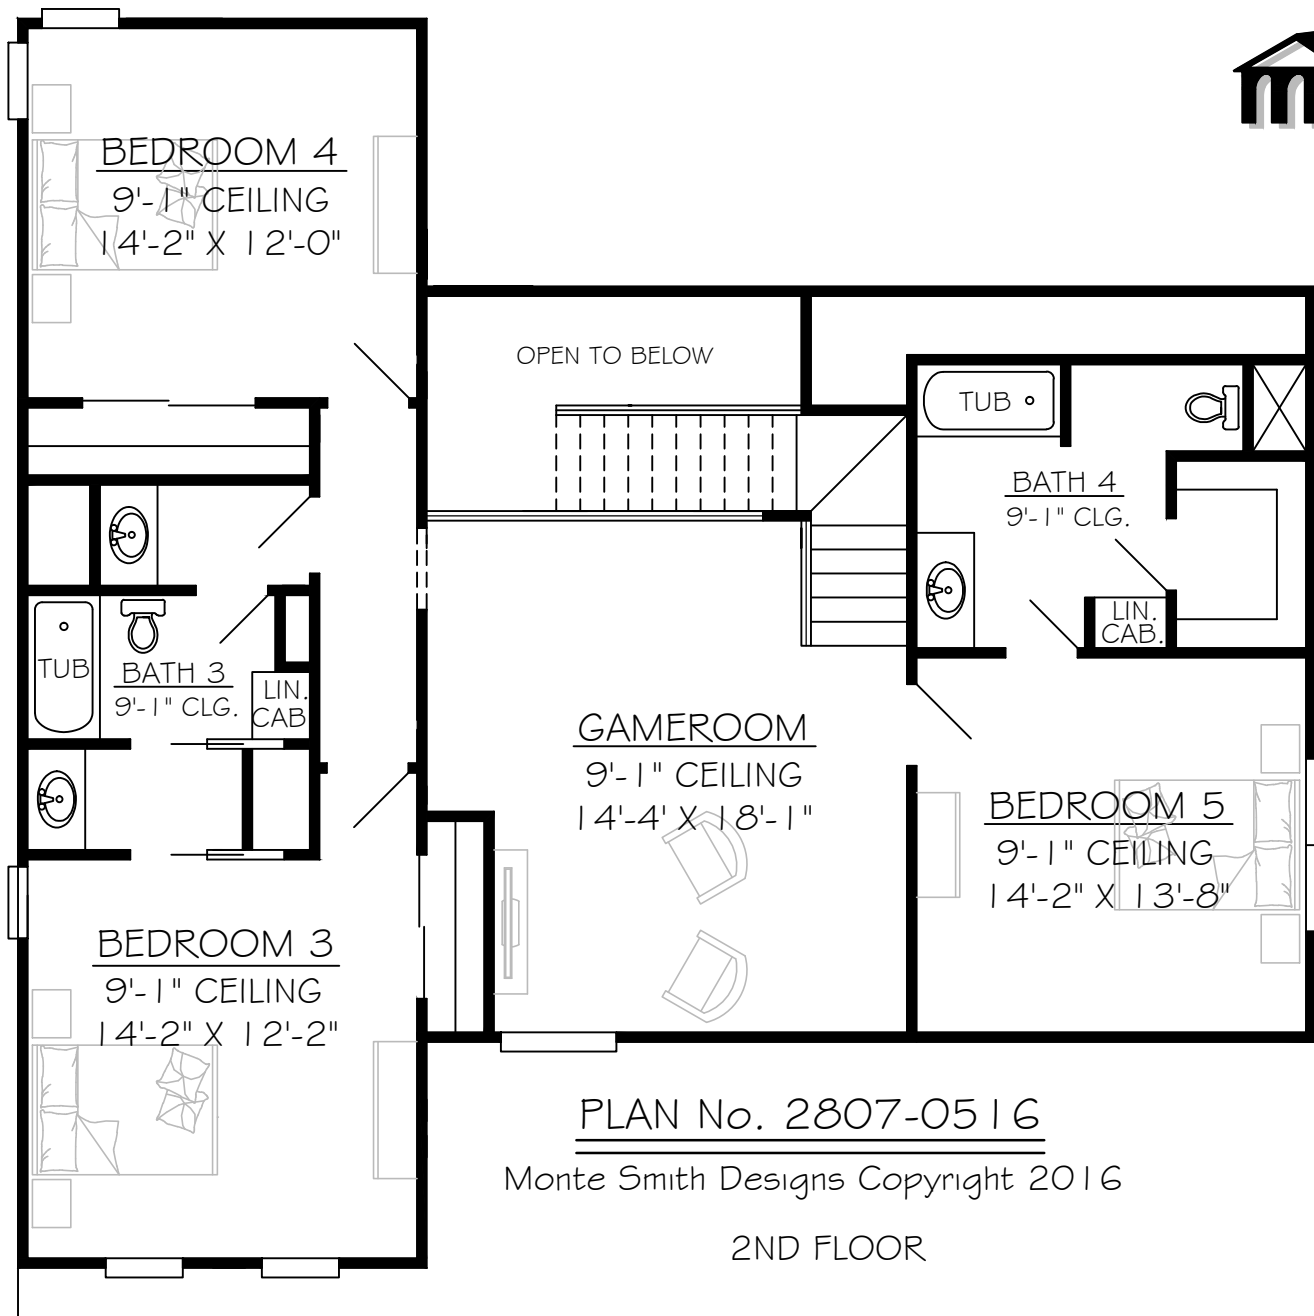 BEDROOM 4
9'-1" CEILING
14'-2" X 12'-0"
OPEN TO BELOW
TUB
BATH 4
9'-1" CLG.
LIN.
CAB.
TUB
BATH 3
9'-1" CLG.
LIN.
CAB
GAMEROOM
9'-1" CEILING
14'-4' X 18'-1"
BEDROOM 5
9'-1" CEILING
14'-2" X 13'-8"
BEDROOM 3
9'-1" CEILING
14'-2" X 12'-2"
PLAN No. 2807-0516
Monte Smith Designs Copyright 2016
2ND FLOOR